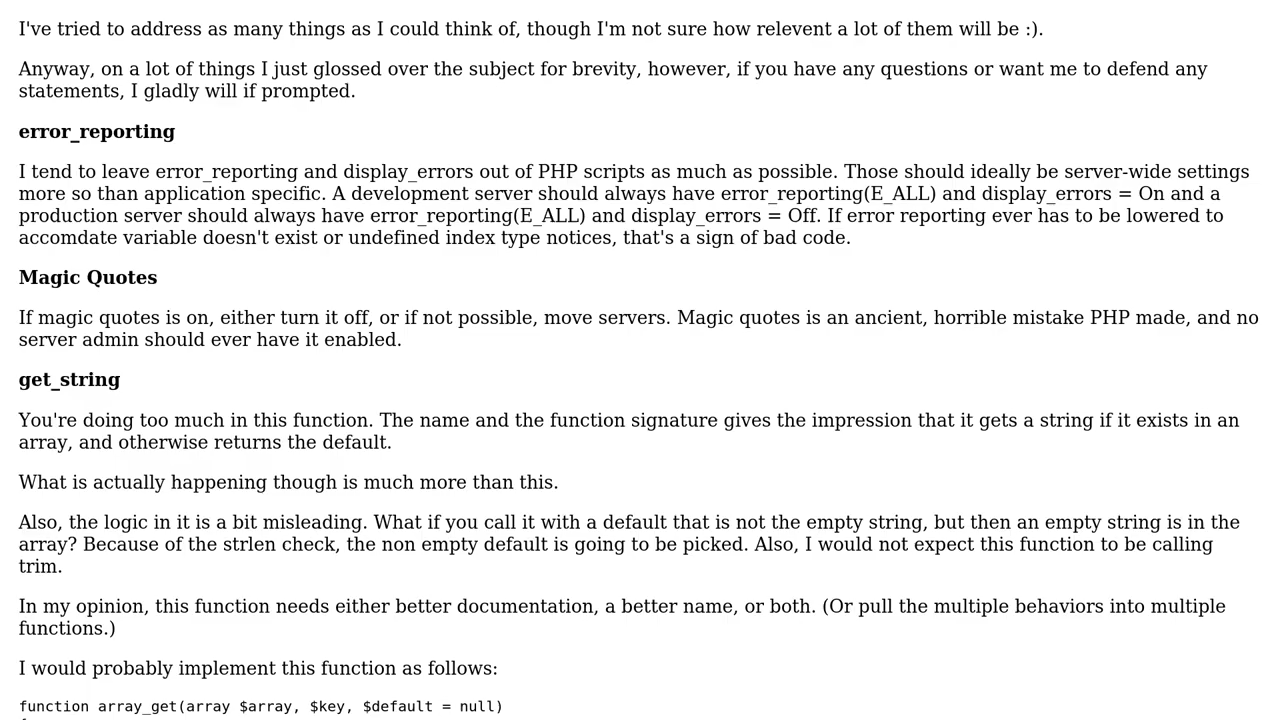 I've tried to address as many things as I could think of, though I'm not sure how relevent a lot of them will be :).
Anyway, on a lot of things I just glossed over the subject for brevity, however, if you have any questions or want me to defend any
statements, I gladly will if prompted.
error_reporting
I tend to leave error_reporting and display_errors out of PHP scripts as much as possible. Those should ideally be server-wide settings
more so than application specific. A development server should always have error_reporting(E_ALL) and display_errors = On and a
production server should always have error_reporting(E_ALL) and display_errors = Off. If error reporting ever has to be lowered to
accomdate variable doesn't exist or undefined index type notices, that's a sign of bad code.
Magic Quotes
If magic quotes is on, either turn it off, or if not possible, move servers. Magic quotes is an ancient, horrible mistake PHP made, and no
server admin should ever have it enabled.
get_string
You're doing too much in this function. The name and the function signature gives the impression that it gets a string if it exists in an
array, and otherwise returns the default.
What is actually happening though is much more than this.
Also, the logic in it is a bit misleading. What if you call it with a default that is not the empty string, but then an empty string is in the
array? Because of the strlen check, the non empty default is going to be picked. Also, I would not expect this function to be calling
trim.
In my opinion, this function needs either better documentation, a better name, or both. (Or pull the multiple behaviors into multiple
functions.)
I would probably implement this function as follows:
function array_get(array $array, $key, $default = null)